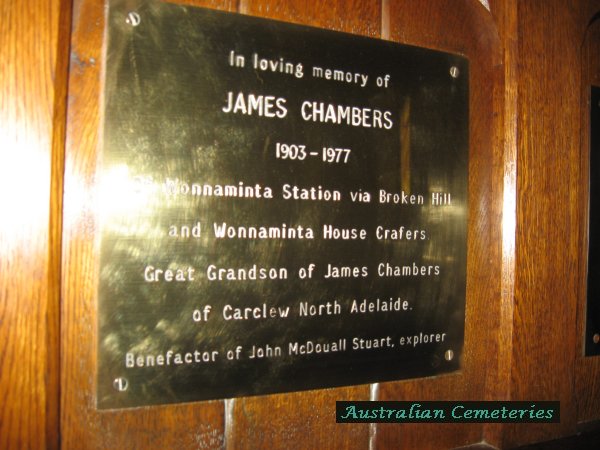 In loving memory of
JAMES CHAMBERS
1903 - 1977
Wonnaminta Station via Broken Hill
and Wonnaminta House Crafers
Great Grandson of James Chambers
of Carclew North Adelaide.
Benefactor of John McDouall Stuart, explorer
Australian Cemeteries